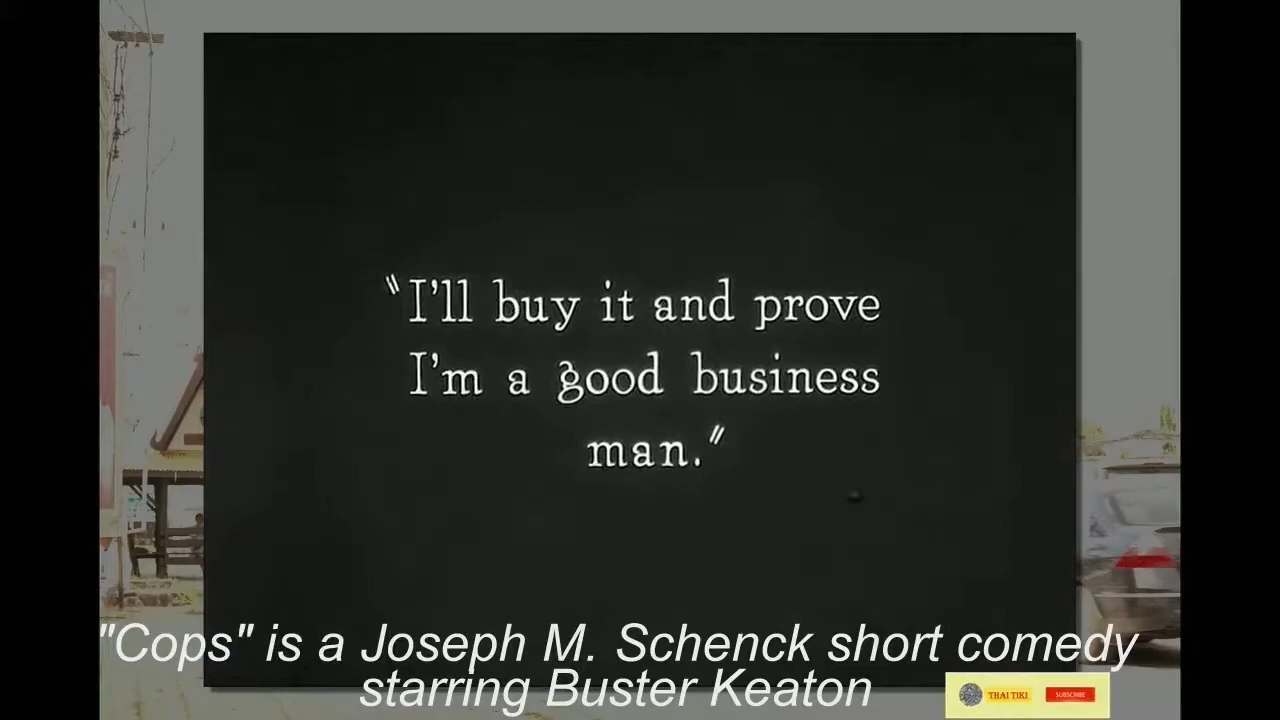 "I'll buy it and prove
I'm a good business
man."
"Cops" is a Joseph M. Schenck short comedy
starring Buster Keaton
THAI TIKI
SUBSCRIBE